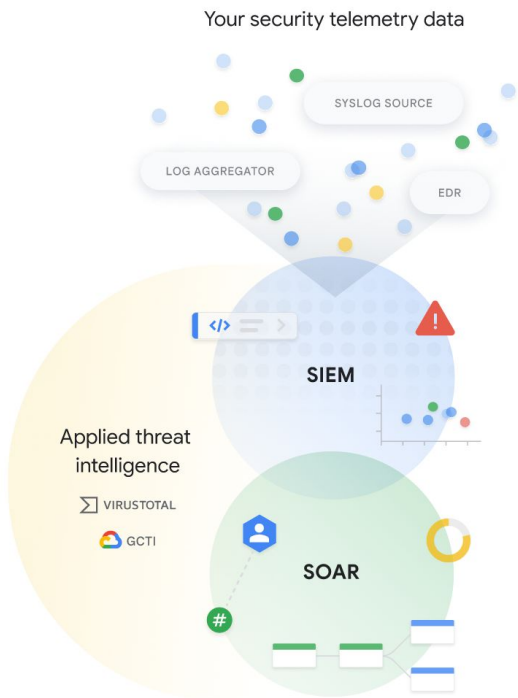 Your security telemetry data
SYSLOG SOURCE
LOG AGGREGATOR
EDR
</>
!
SIEM
Applied threat
intelligence
VIRUSTOTAL
GCTI
SOAR
#